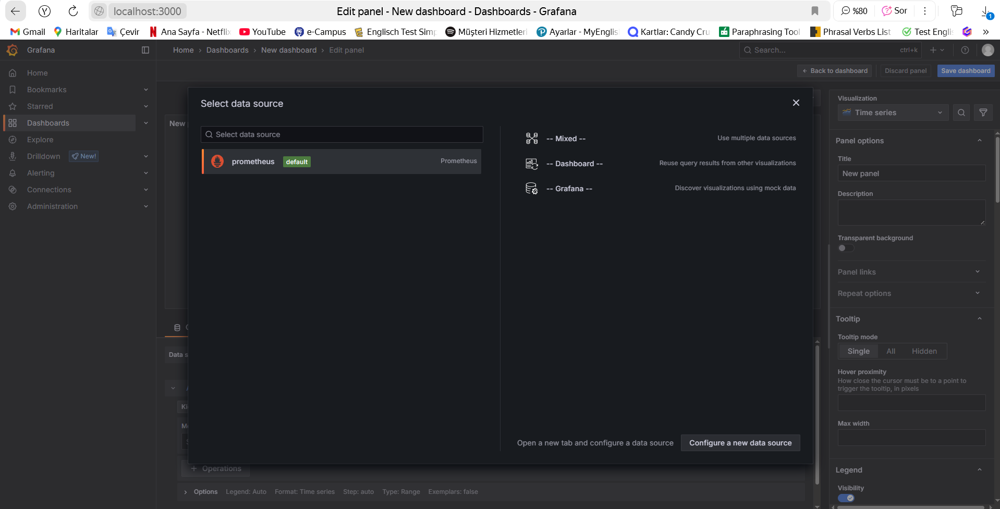 localhost:3000
Edit panel - New dashboard - Dashboards - Grafana
%80
Sor
1
Gmail
Haritalar
Çevir
Ana Sayfa - Netflix
YouTube
e-Campus
Englisch Test Simp
Müşteri Hizmetleri
Ayarlar - MyEnglis
Kartlar: Candy Cru
Paraphrasing Tool
Phrasal Verbs List
Test Englis
»
Grafana
Home › Dashboards › New dashboard › Edit panel
Search...
ctrl+k
Home
Bookmarks
Starred
Dashboards
Explore
Drilldown
New!
Alerting
Connections
Administration
Back to dashboard
Discard panel
Save dashboard
New
Select data source
Select data source
prometheus
default
Prometheus
-- Mixed --
Use multiple data sources
-- Dashboard --
Reuse query results from other visualizations
-- Grafana --
Discover visualizations using mock data
Open a new tab and configure a data source
Configure a new data source
Data s
Ki
Operations
Options
Legend: Auto
Format: Time series
Step: auto
Type: Range
Exemplars: false
Visualization
Time series
Panel options
Title
New panel
Description
Transparent background
Panel links
Repeat options
Tooltip
Tooltip mode
Single
All
Hidden
Hover proximity
How close the cursor must be to a point to
trigger the tooltip, in pixels
Max width
Legend
Visibility